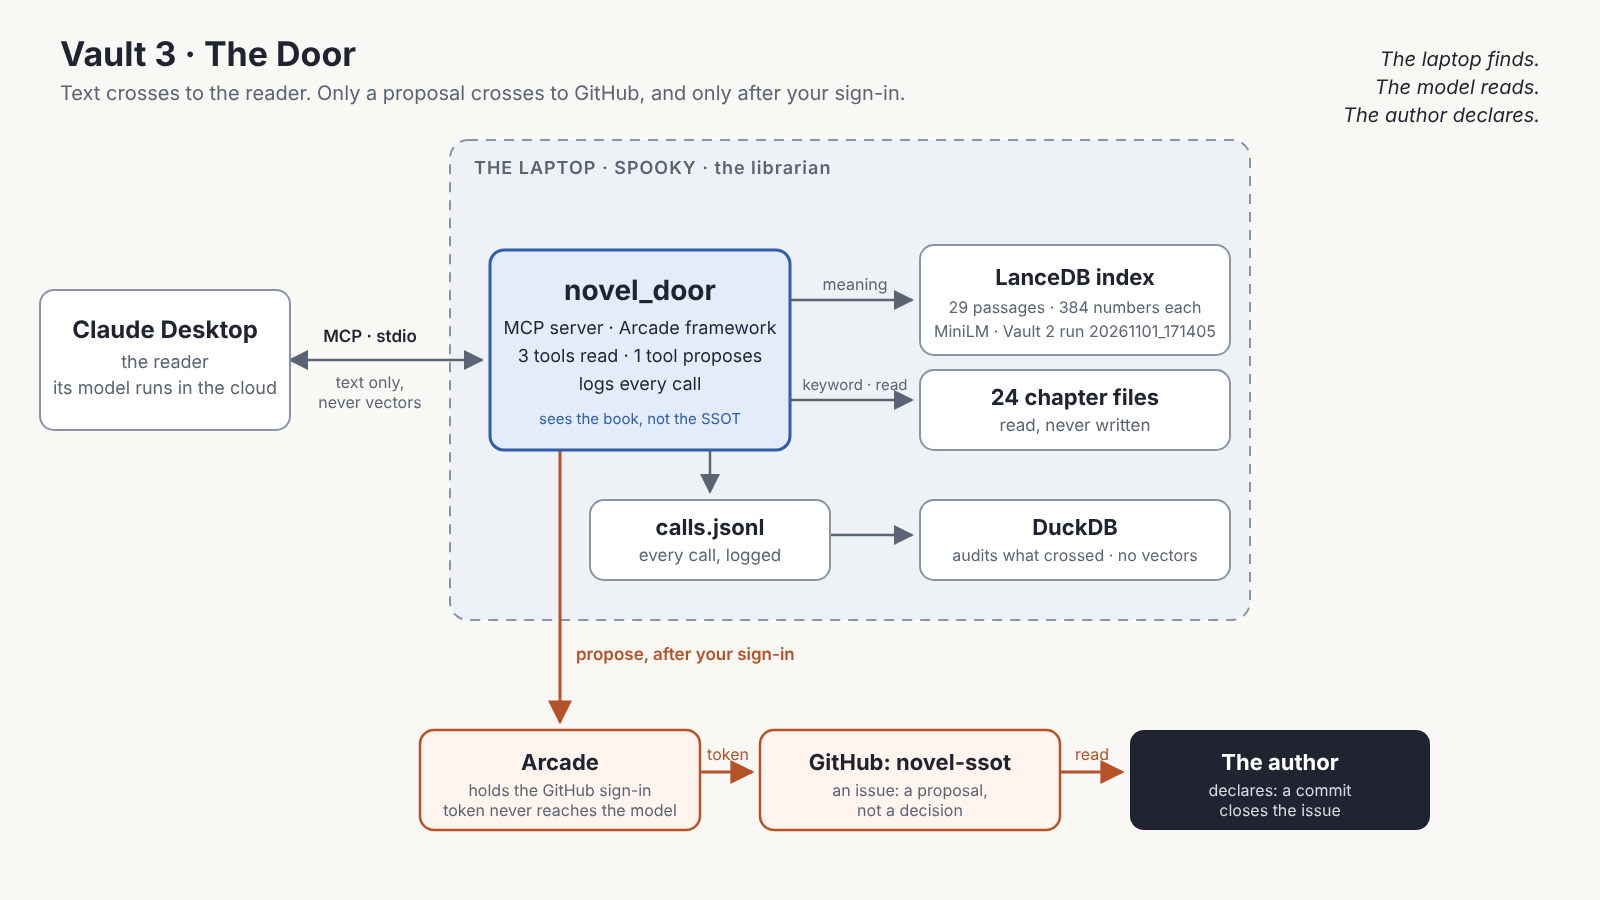 Vault 3 · The Door
Text crosses to the reader. Only a proposal crosses to GitHub, and only after your sign-in.
The laptop finds.
The model reads.
The author declares.
THE LAPTOP · SPOOKY · the librarian
Claude Desktop
the reader
its model runs in the cloud
MCP · stdio
text only,
never vectors
novel_door
MCP server · Arcade framework
3 tools read · 1 tool proposes
logs every call
sees the book, not the SSOT
meaning
keyword · read
LanceDB index
29 passages · 384 numbers each
MiniLM · Vault 2 run 20261101_171405
24 chapter files
read, never written
calls.jsonl
every call, logged
DuckDB
audits what crossed · no vectors
propose, after your sign-in
Arcade
holds the GitHub sign-in
token never reaches the model
token
GitHub: novel-ssot
an issue: a proposal,
not a decision
read
The author
declares: a commit
closes the issue